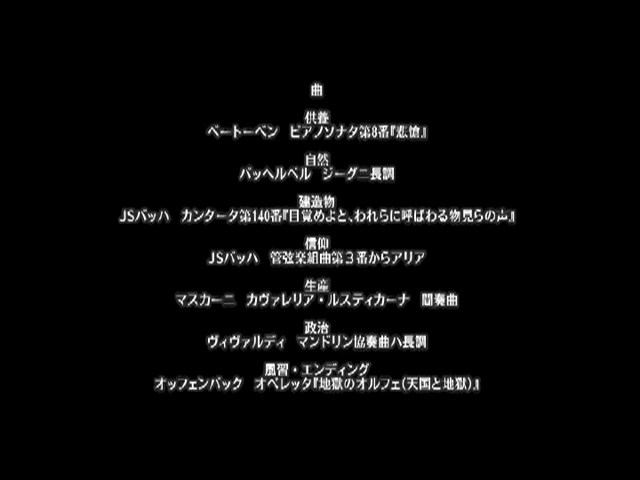 曲
供養
ベートーベン　ピアノソナタ第8番『悲愴』
自然
パッヘルベル　ジーグニ長調
建造物
JSバッハ　カンタータ第140番『目覚めよと、われらに呼ばわる物見らの声』
信仰
JSバッハ　管弦楽組曲第３番からアリア
生産
マスカーニ　カヴァレリア・ルスティカーナ　間奏曲
政治
ヴィヴァルディ　マンドリン協奏曲ハ長調
風習・エンディング
オッフェンバック　オペレッタ『地獄のオルフェ(天国と地獄)』